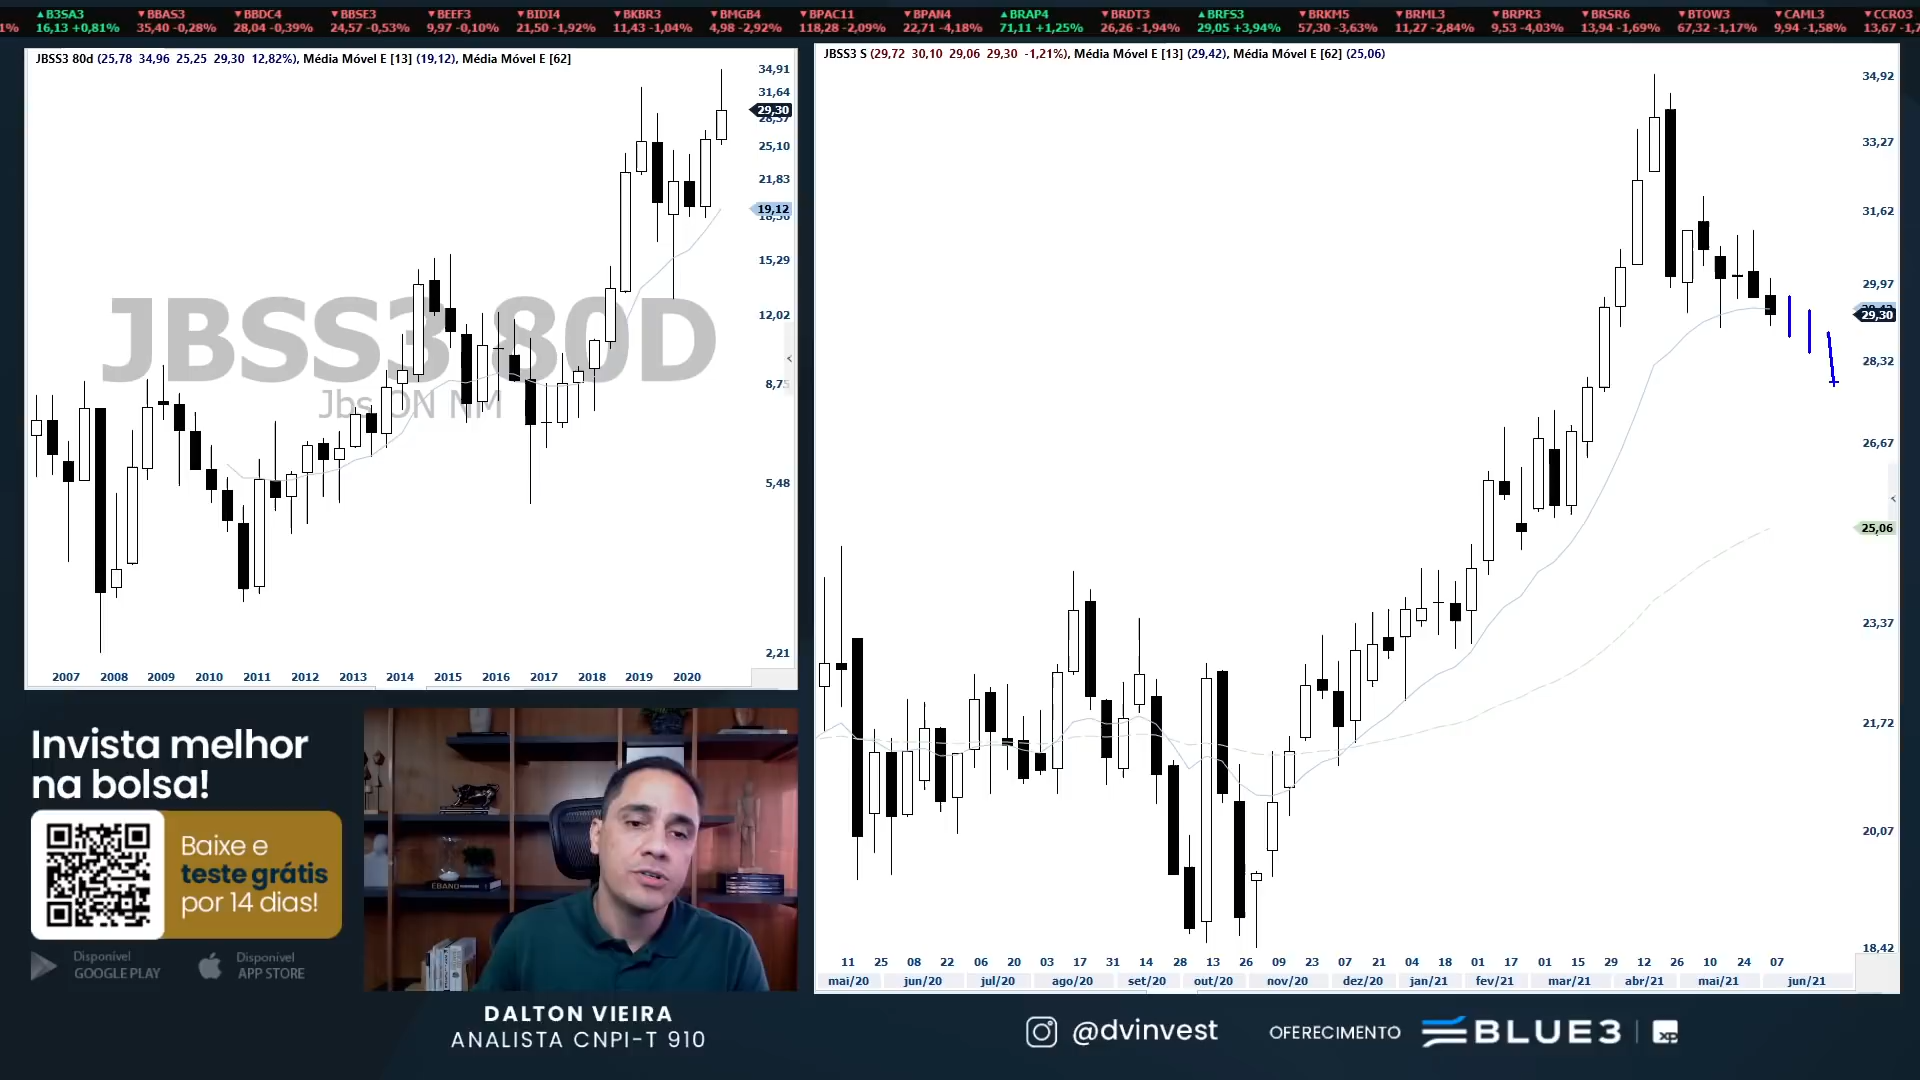 1%
▲B3SA3 16,13 +0,81%
▼BBAS3 35,40 -0,28%
▼BBDC4 28,04 -0,39%
▼BBSE3 24,57 -0,53%
▼BEEF3 9,97 -0,10%
▼BIDI4 21,50 -1,92%
▼BKBR3 11,43 -1,04%
▼BMGB4 4,98 -2,92%
▼BPAC11 118,28 -2,09%
▼BPAN4 22,71 -4,18%
▲BRAP4 71,11 +1,25%
▼BRDT3 26,26 -1,94%
▲BRFS3 29,05 +3,94%
▼BRKM5 57,30 -3,63%
▼BRML3 11,27 -2,84%
▼BRPR3 9,53 -4,03%
▼BRSR6 13,94 -1,69%
▼BTOW3 67,32 -1,17%
▼CAML3 9,94 -1,58%
▼CCRO3 13,67 -1,7
JBSS3 80d (25,78 34,96 25,25 29,30 12,82%), Média Móvel E [13] (19,12), Média Móvel E [62]
34,91
31,64
29,30
25,10
21,83
19,12
15,29
12,02
8,75
5,48
2,21
JBSS3 80D
Jbs ON NM
2007 2008 2009 2010 2011 2012 2013 2014 2015 2016 2017 2018 2019 2020
JBSS3 S (29,72 30,10 29,06 29,30 -1,21%), Média Móvel E [13] (29,42), Média Móvel E [62] (25,06)
34,92
33,27
31,62
29,97
29,30
28,32
26,67
25,06
23,37
21,72
20,07
18,42
11 25 08 22 06 20 03 17 31 14 28 13 26 09 23 07 21 04 18 01 17 01 15 29 12 26 10 24 07
mai/20 jun/20 jul/20 ago/20 set/20 out/20 nov/20 dez/20 jan/21 fev/21 mar/21 abr/21 mai/21 jun/21
Invista melhor
na bolsa!
Baixe e
teste grátis
por 14 dias!
Disponível
GOOGLE PLAY
Disponível
APP STORE
EBANO
DALTON VIEIRA
ANALISTA CNPI-T 910
@dvinvest
OFERECIMENTO
BLUE3
XP